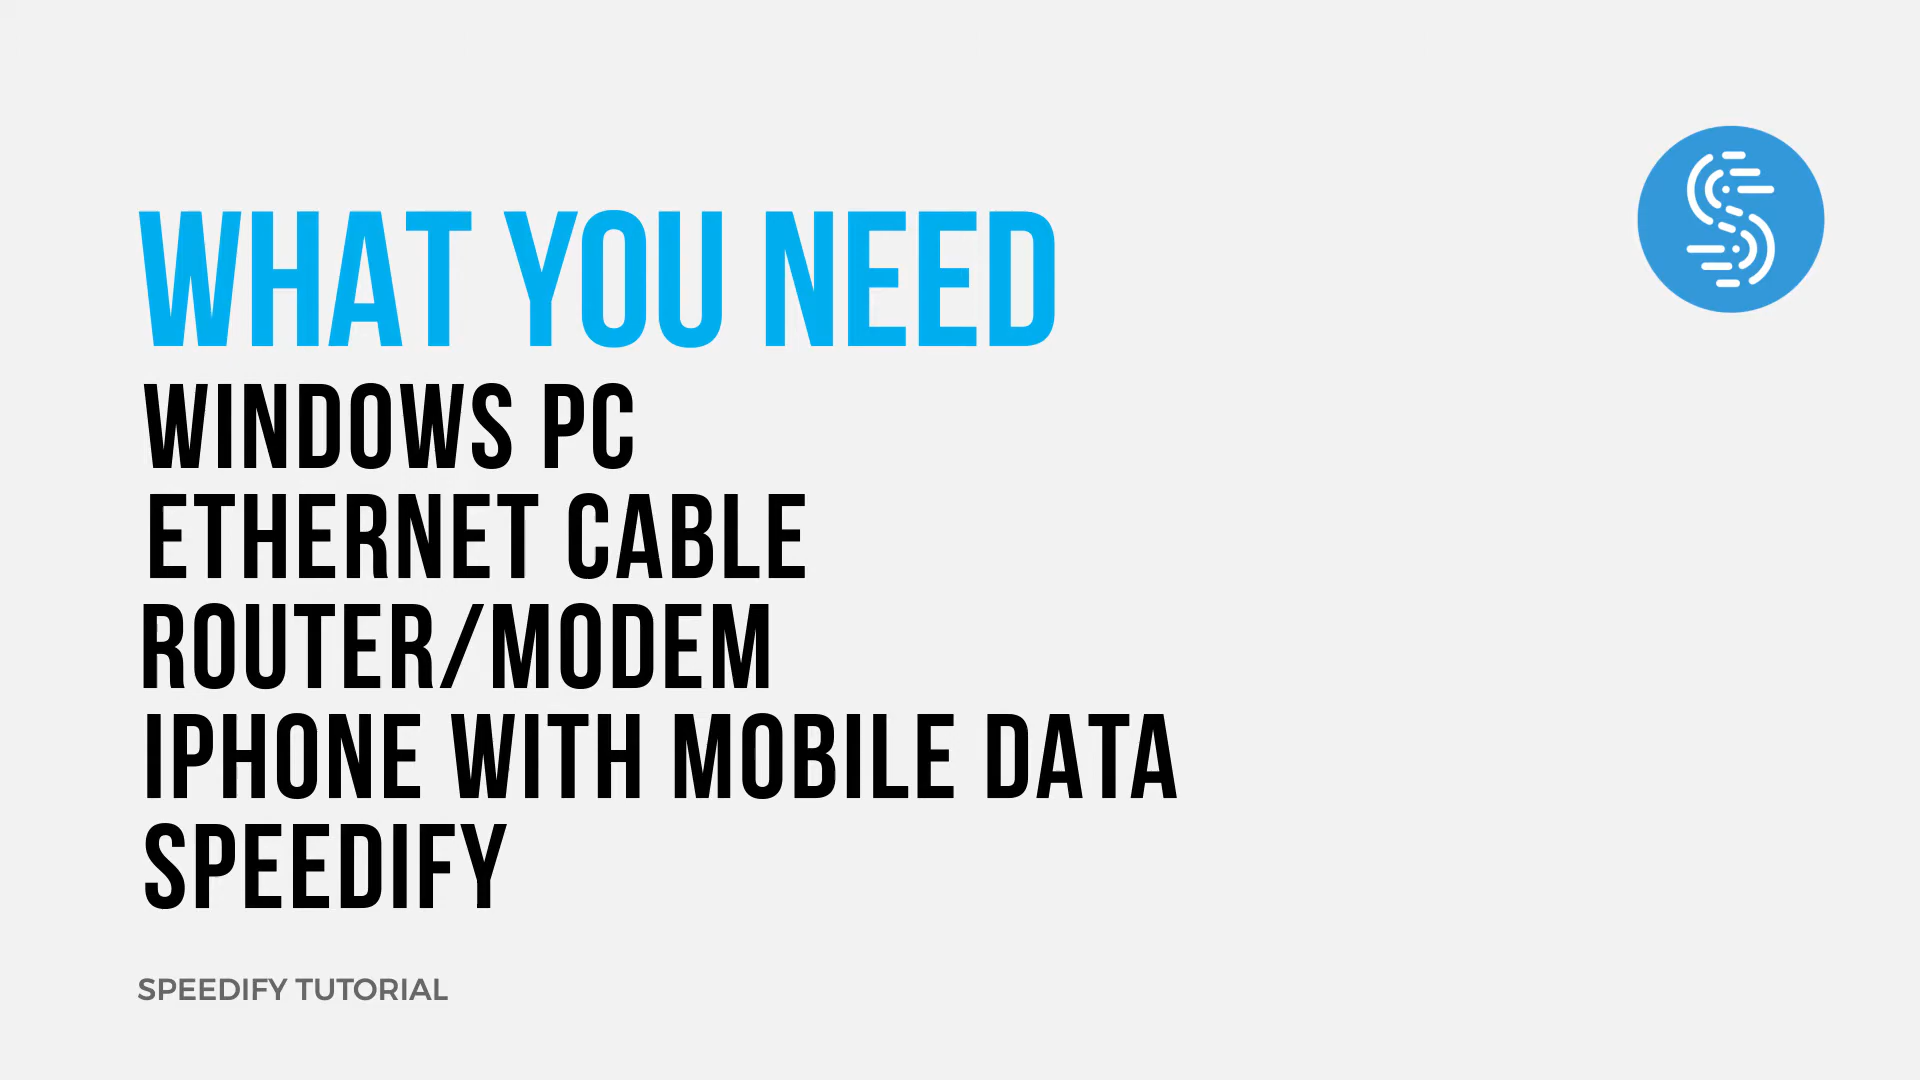 WHAT YOU NEED
WINDOWS PC
ETHERNET CABLE
ROUTER/MODEM
IPHONE WITH MOBILE DATA
SPEEDIFY
SPEEDIFY TUTORIAL